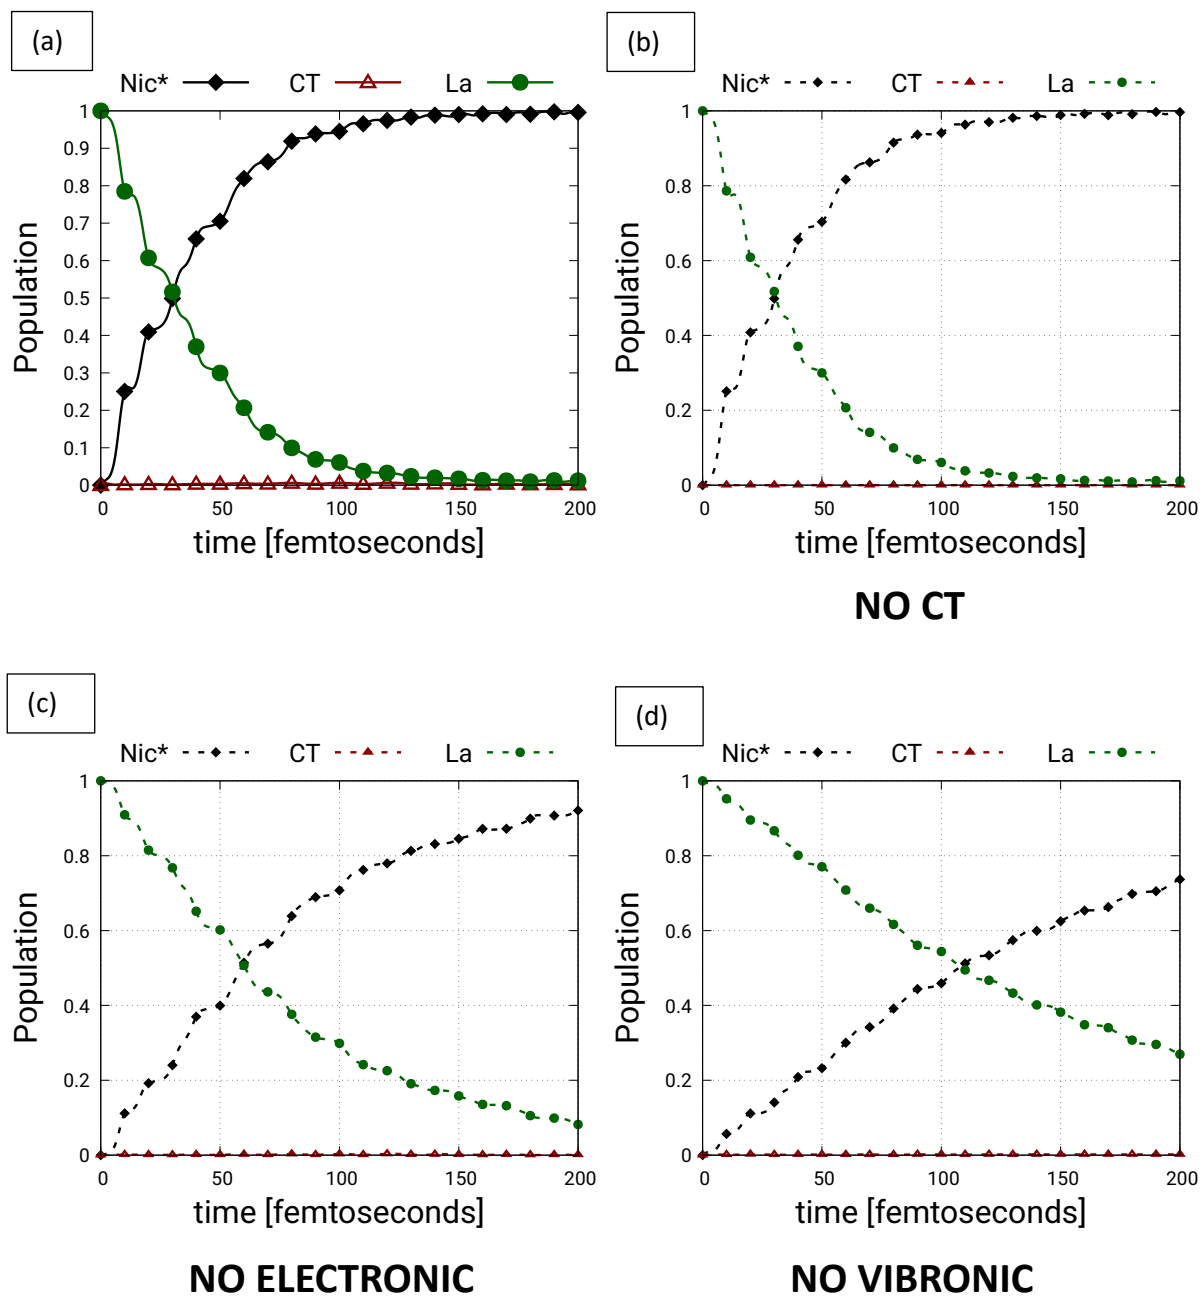 (a)
Nic* CT La
1
0.9
0.8
0.7
0.6
0.5
0.4
0.3
0.2
0.1
0
Population
0 50 100 150 200
time [femtoseconds]
(b)
Nic* CT La
1
0.8
0.6
0.4
0.2
0
Population
0 50 100 150 200
time [femtoseconds]
NO CT
(c)
Nic* CT La
1
0.8
0.6
0.4
0.2
0
Population
0 50 100 150 200
time [femtoseconds]
NO ELECTRONIC
(d)
Nic* CT La
1
0.8
0.6
0.4
0.2
0
Population
0 50 100 150 200
time [femtoseconds]
NO VIBRONIC